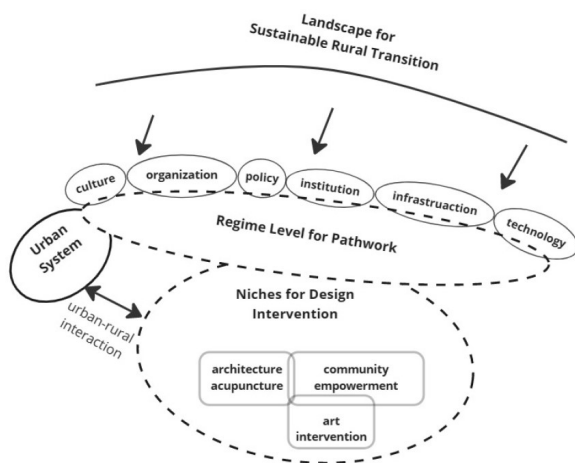 Landscape for
Sustainable Rural Transition
culture
organization
policy
institution
infrastruaction
technology
Regime Level for Pathwork
Urban
System
urban-rural
interaction
Niches for Design
Intervention
architecture
acupuncture
community
empowerment
art
intervention